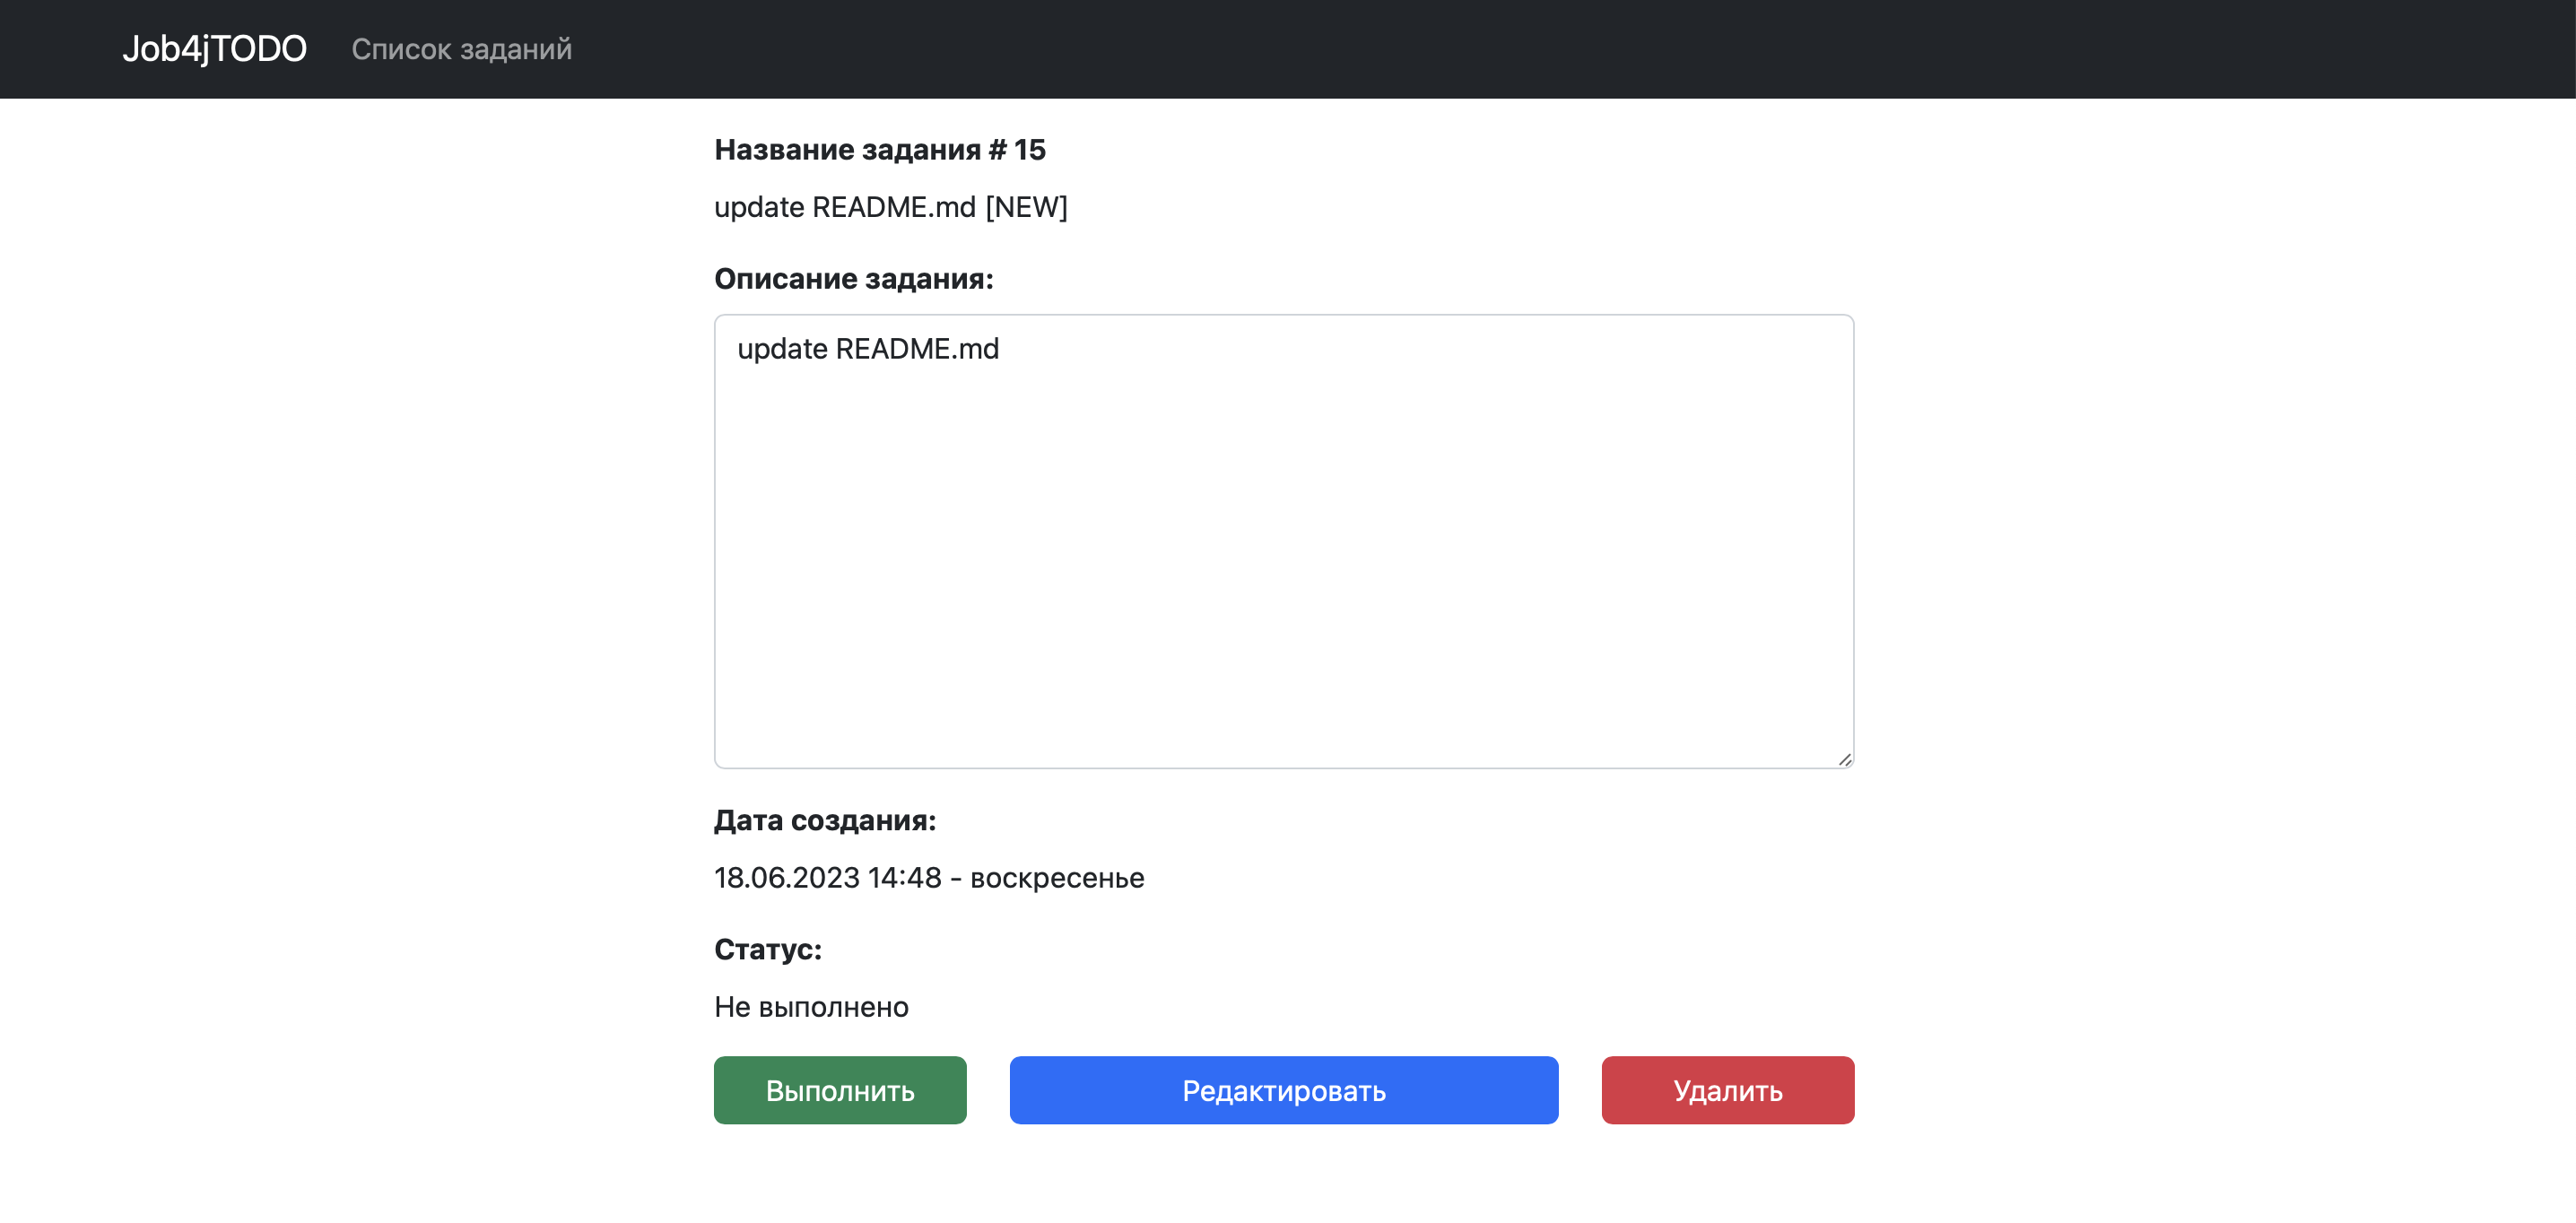 Job4jTODO Список заданий
Название задания # 15
update README.md [NEW]
Описание задания:
update README.md
Дата создания:
18.06.2023 14:48 - воскресенье
Статус:
Не выполнено
Выполнить Редактировать Удалить